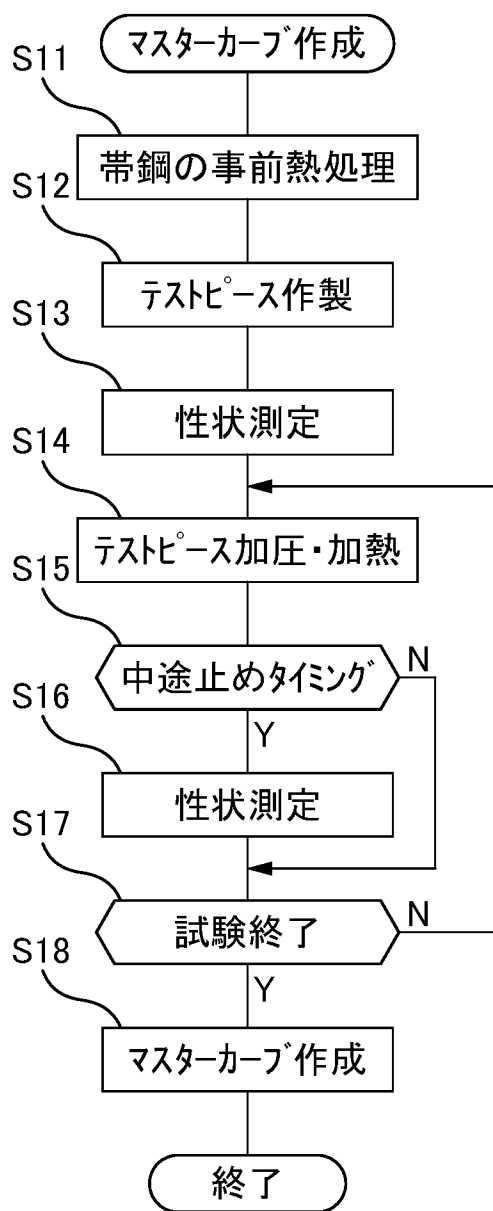 マスターカーブ作成
S11
帯鋼の事前熱処理
S12
テストピース作製
S13
性状測定
S14
テストピース加圧・加熱
S15
中途止めタイミング
N
Y
S16
性状測定
S17
試験終了
N
Y
S18
マスターカーブ作成
終了